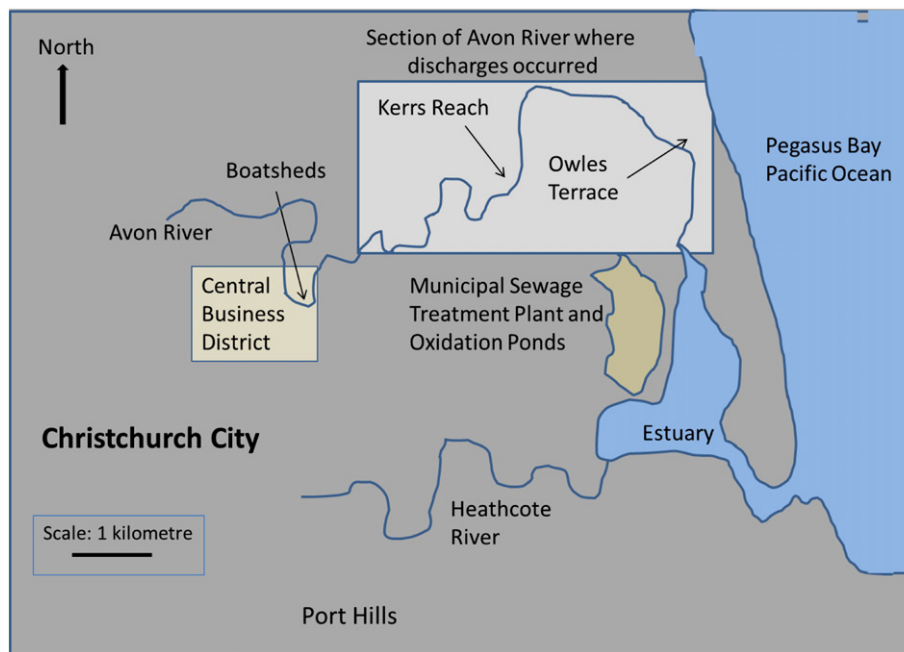 North
Section of Avon River where
discharges occurred
Kerrs Reach
Boatsheds
Owles
Terrace
Pegasus Bay
Pacific Ocean
Avon River
Central
Business
District
Municipal Sewage
Treatment Plant and
Oxidation Ponds
Christchurch City
Estuary
Heathcote
River
Scale: 1 kilometre
Port Hills